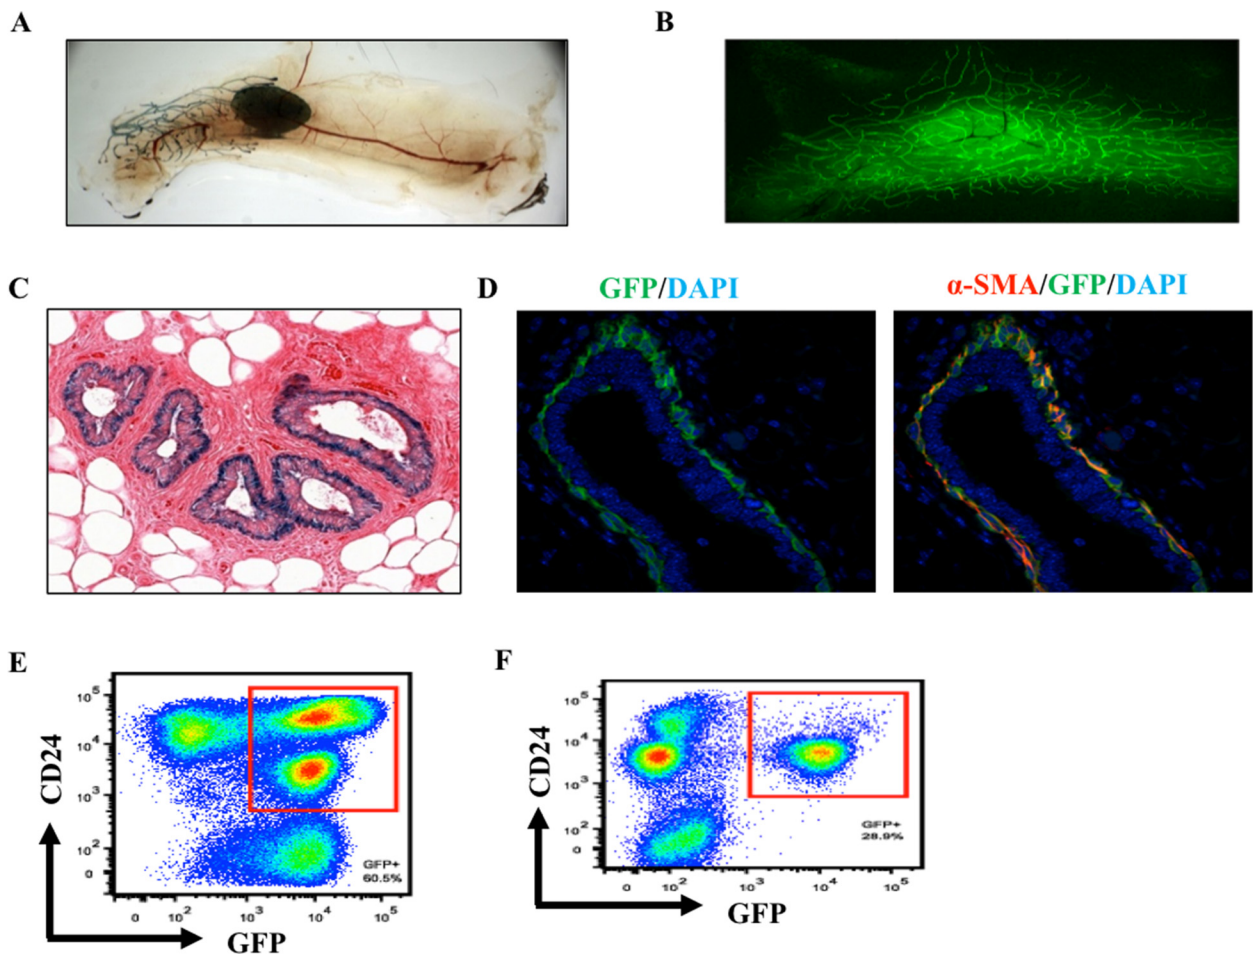 A
B
C
D
GFP/DAPI
α-SMA/GFP/DAPI
E
CD24
10⁵
10⁴
10³
10²
0
GFP+
60.5%
0
10²
10³
10⁴
10⁵
GFP
F
CD24
10⁵
10⁴
10³
10²
0
GFP+
28.9%
0
10²
10³
10⁴
10⁵
GFP